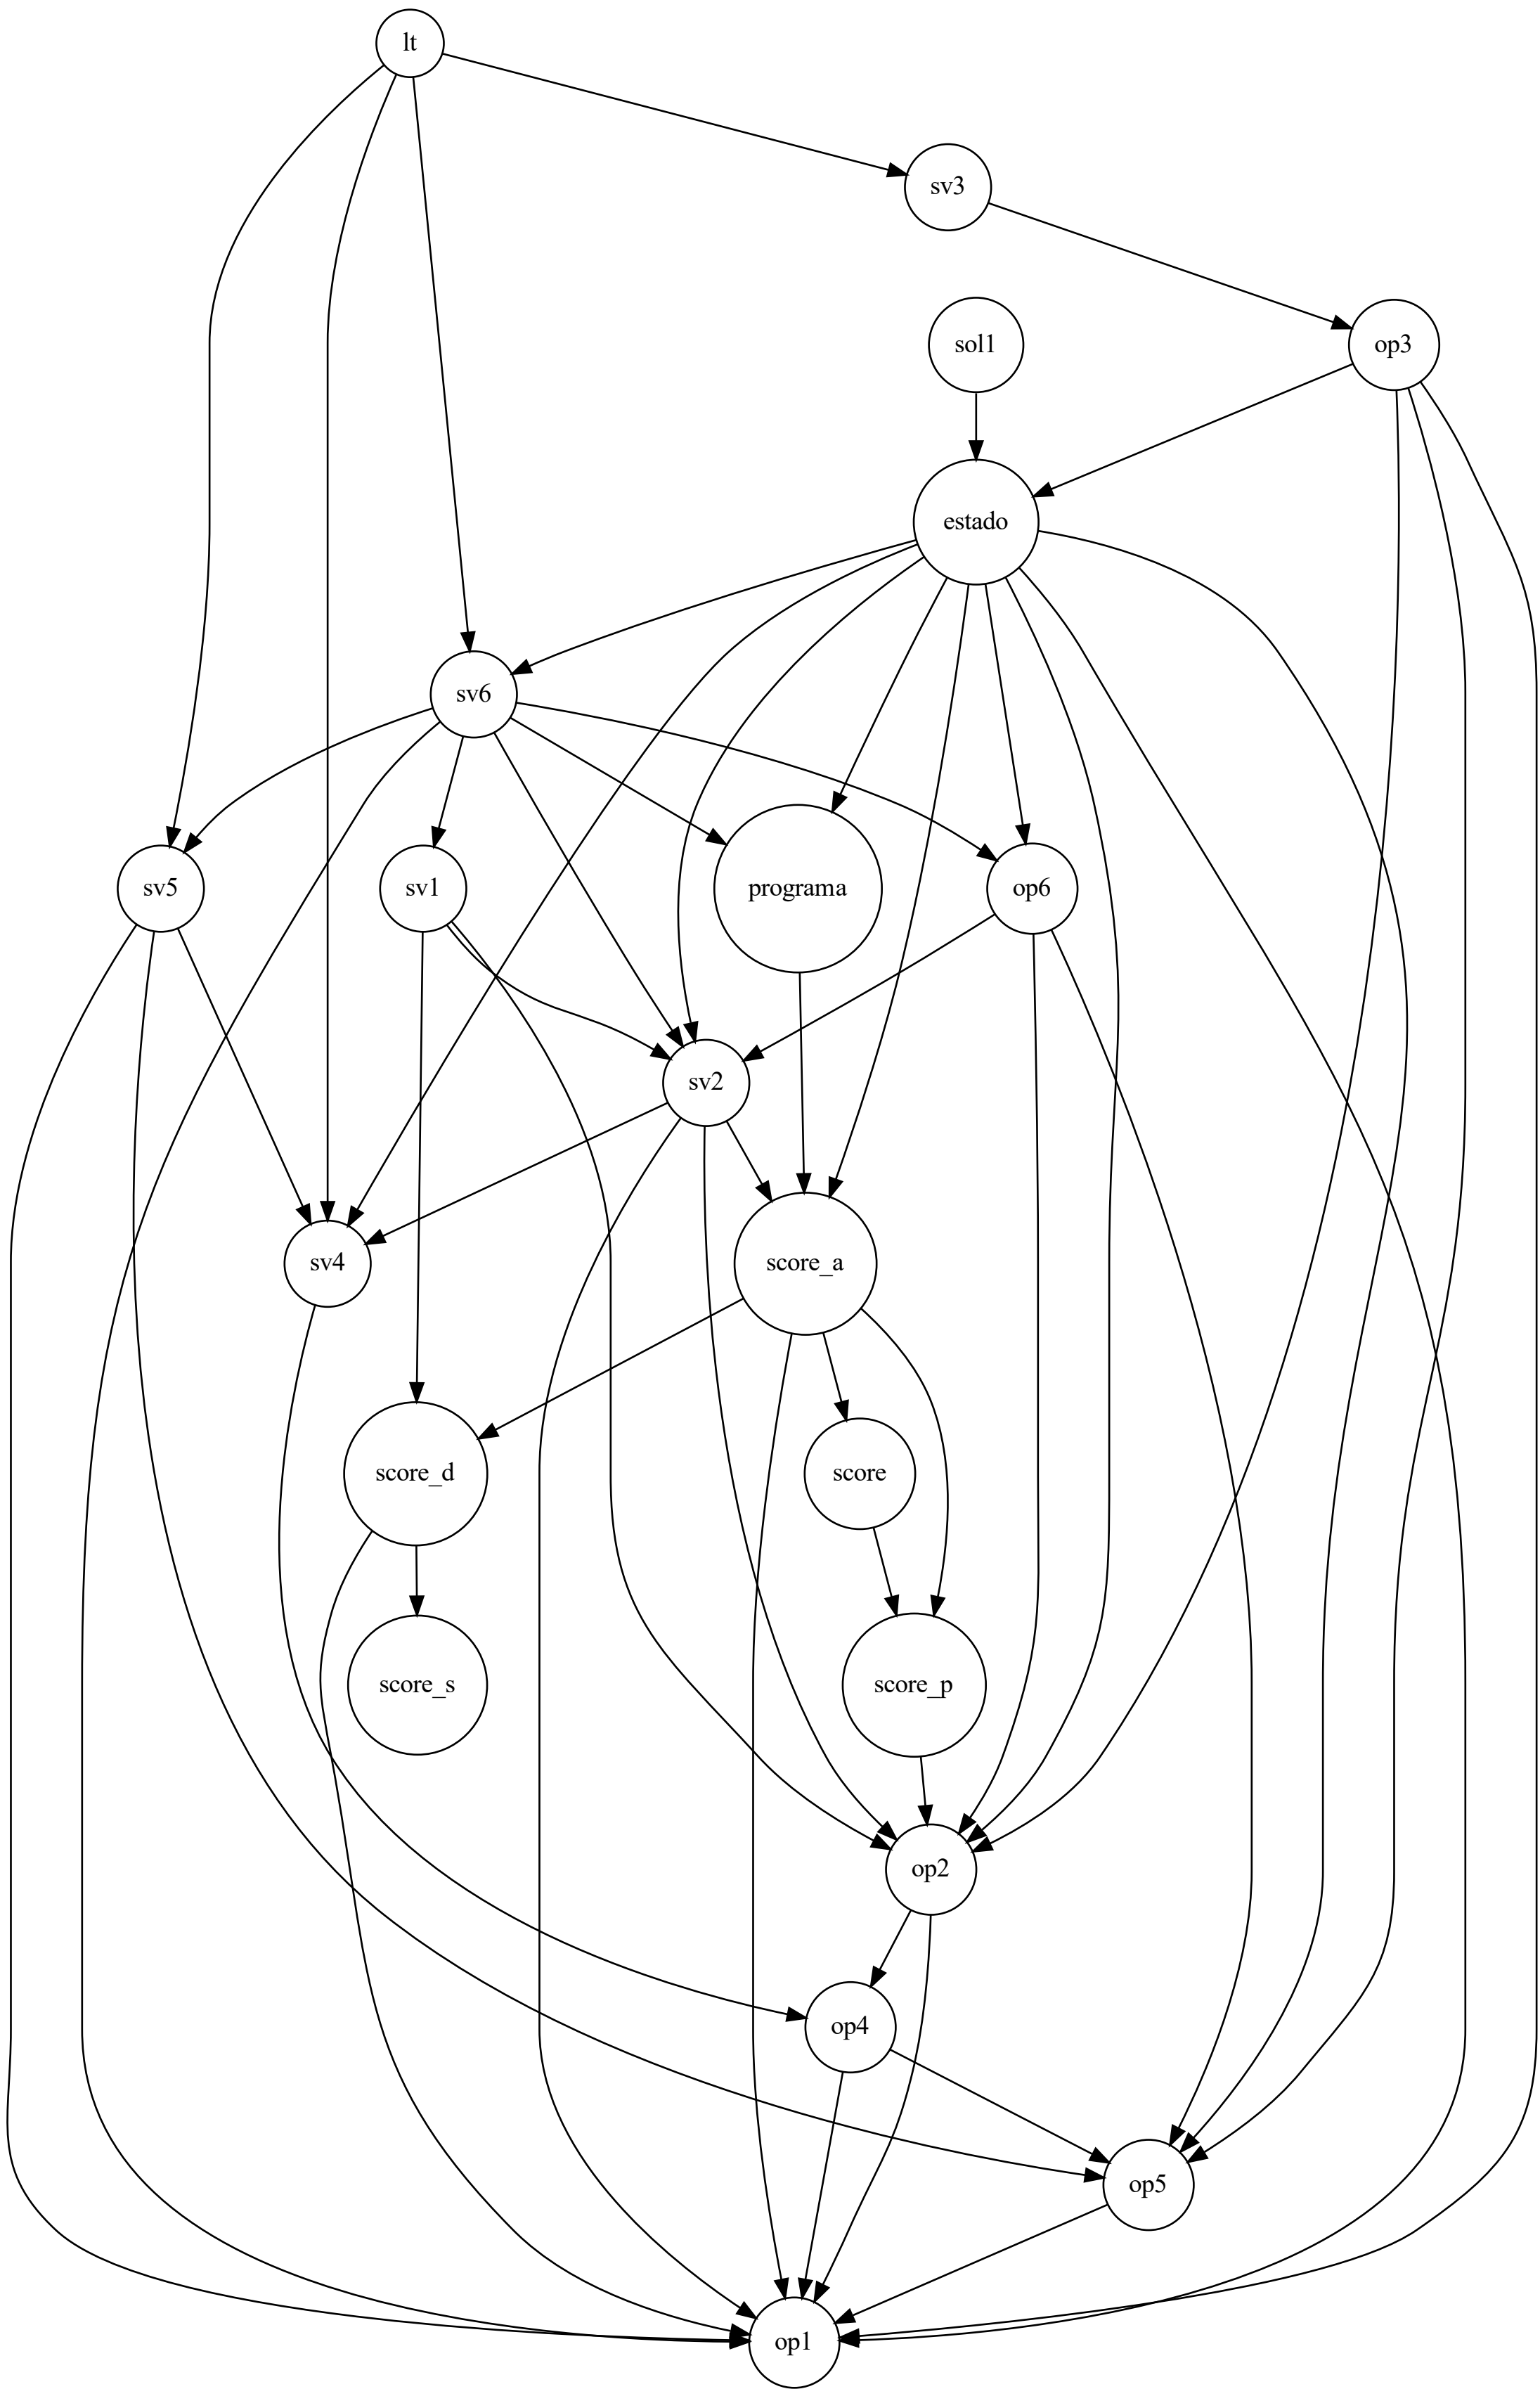 lt
sv3
sol1
op3
estado
sv6
sv5
sv1
programa
op6
sv2
sv4
score_a
score_d
score
score_s
score_p
op2
op4
op5
op1